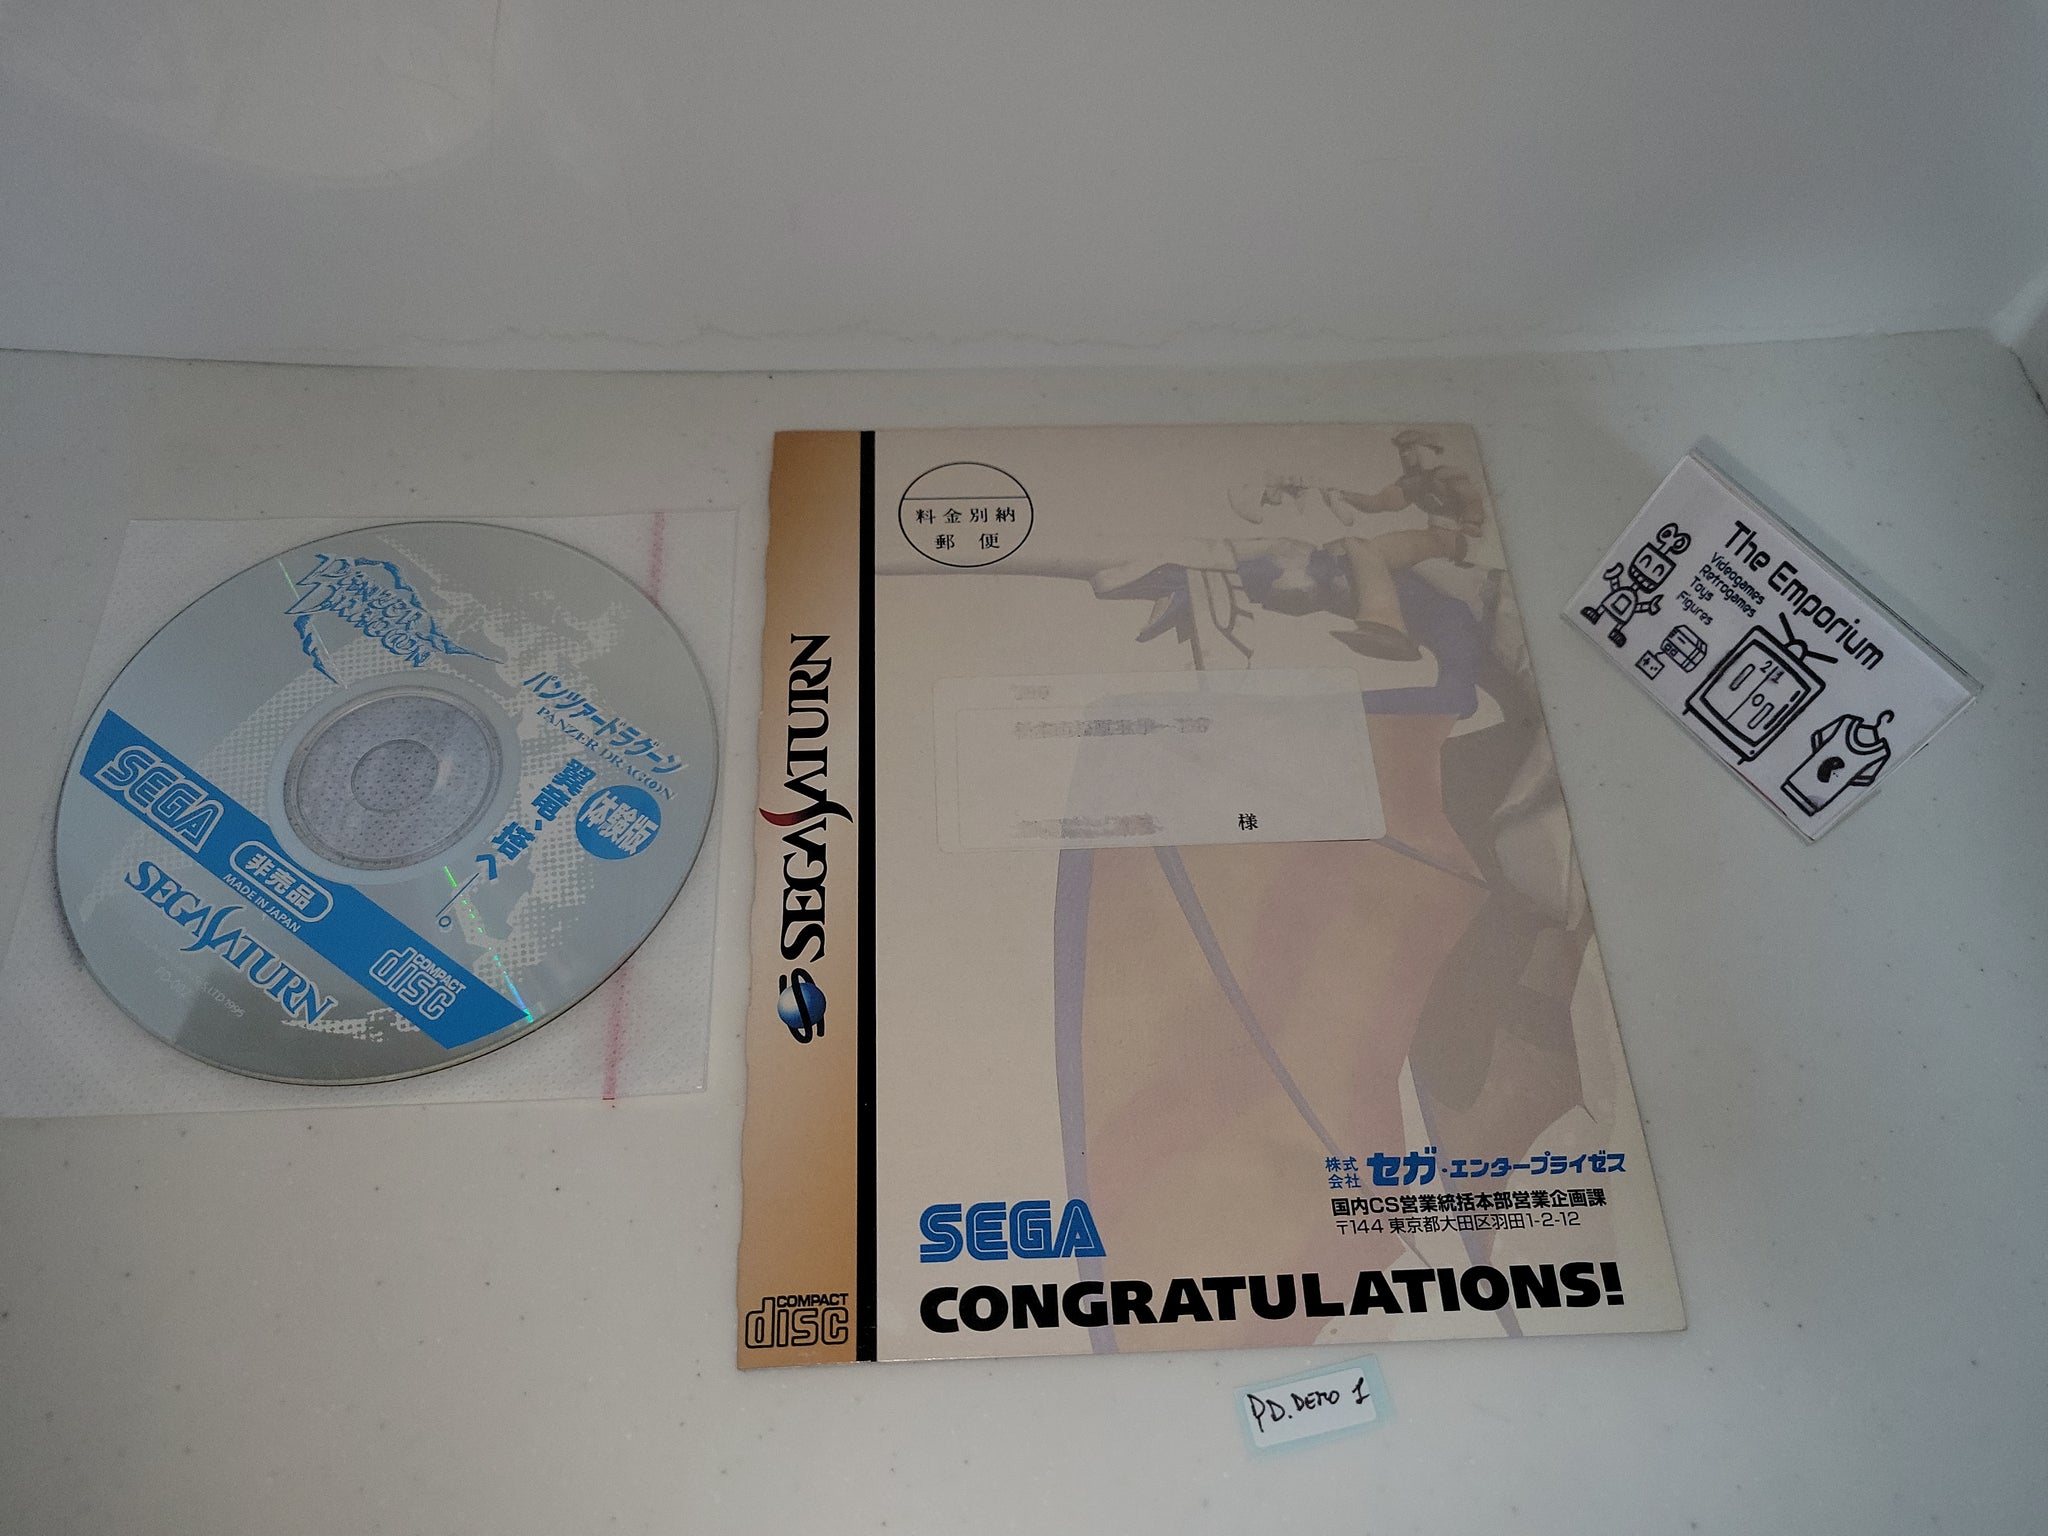 PANZER
DRAGOON
パンツァードラグーン
PANZER DRAGOON
翼竜・塔へ
体験版
SEGA
非売品
MADE IN JAPAN
SEGA SATURN
COMPACT
disc
LTD 1995
SEGA SATURN
COMPACT
disc
料金別納
郵便
様
株式会社 セガ・エンタープライゼス
国内CS営業統括本部営業企画課
〒144 東京都大田区羽田1-2-12
SEGA
CONGRATULATIONS!
The Emporium
Videogames
Retrogames
Toys
Figures
PD. DEMO 1